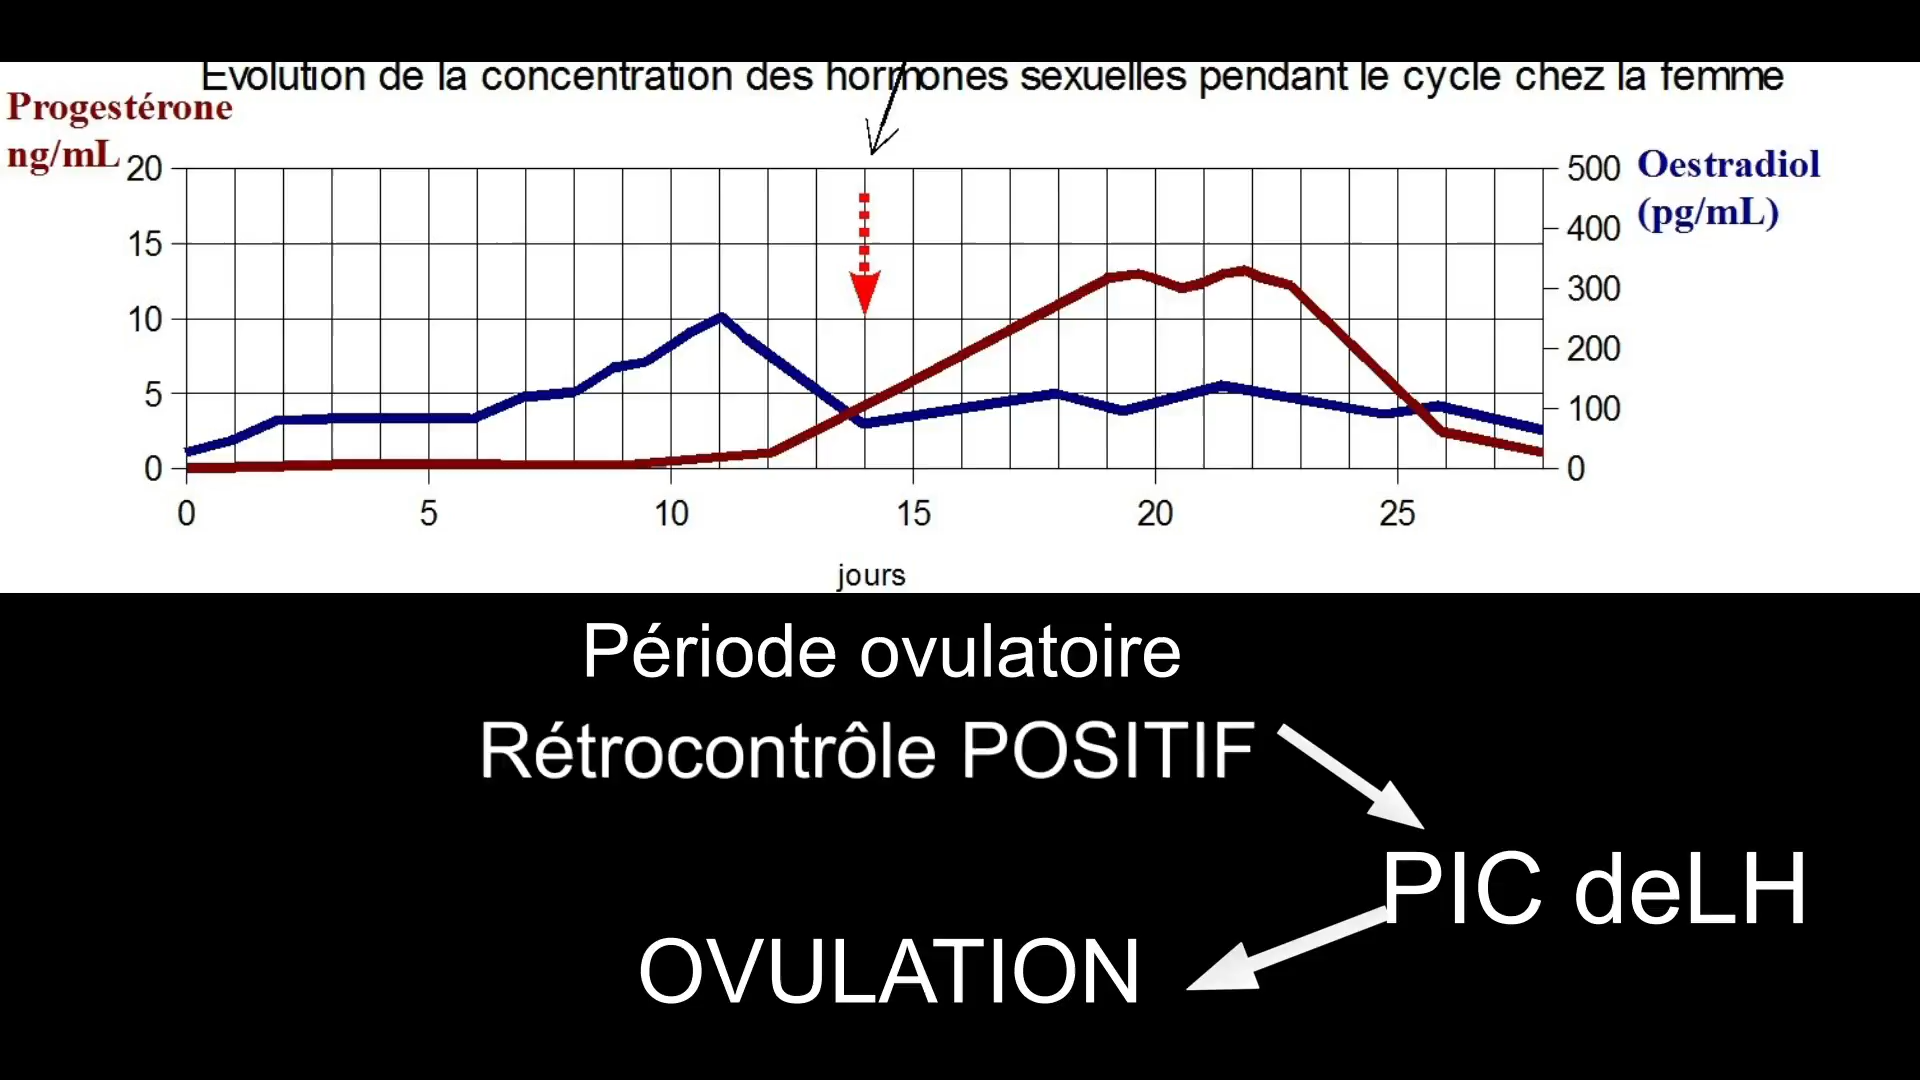 Evolution de la concentration des hormones sexuelles pendant le cycle chez la femme
Progestérone
ng/mL
Oestradiol
(pg/mL)
20
15
10
5
0
500
400
300
200
100
0
0 5 10 15 20 25
jours
Période ovulatoire
Rétrocontrôle POSITIF
PIC deLH
OVULATION